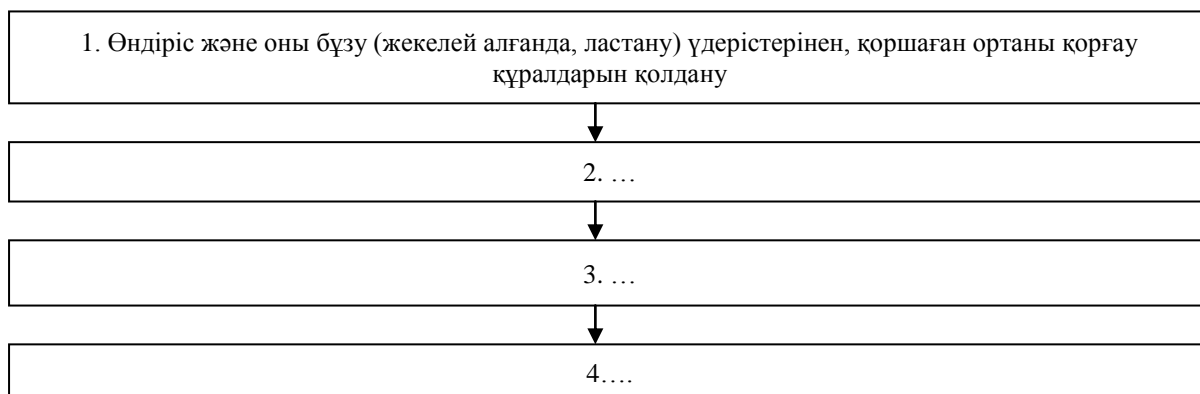 1. Өндіріс және оны бұзу (жекелей алғанда, ластану) үдерістерінен, қоршаған ортаны қорғау
құралдарын қолдану
2. …
3. …
4….